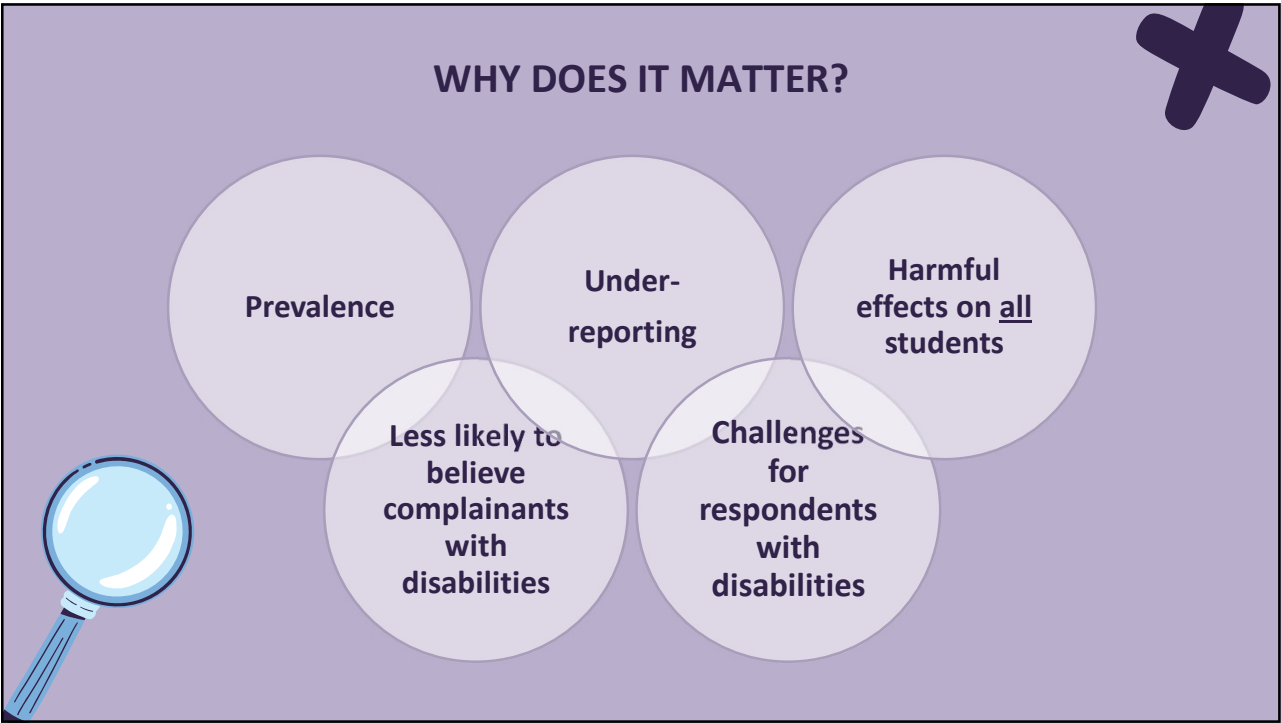 WHY DOES IT MATTER?
Prevalence
Under-
reporting
Harmful
effects on all
students
Less likely to
believe
complainants
with
disabilities
Challenges
for
respondents
with
disabilities